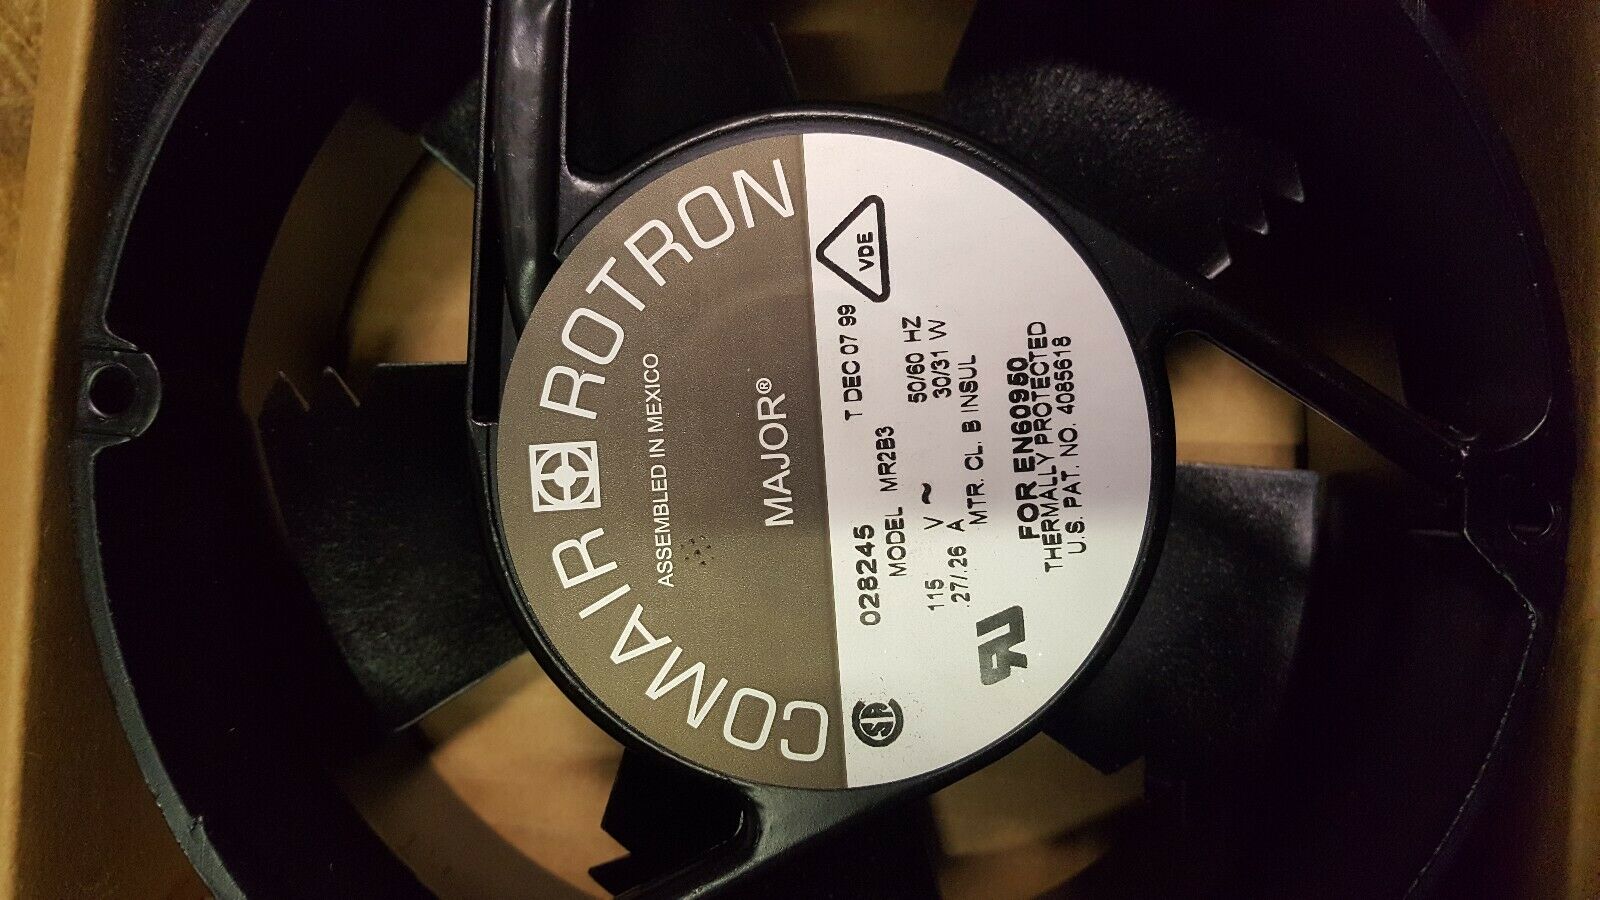 COMAIR ROTRON
ASSEMBLED IN MEXICO
MAJOR®
028245 T DEC 07 99
MODEL MR2B3
115 V ~ 50/60 HZ
.27/.26 A 30/31 W
MTR. CL. B INSUL
FOR EN60950
THERMALLY PROTECTED
U.S. PAT. NO. 4085618
VDE